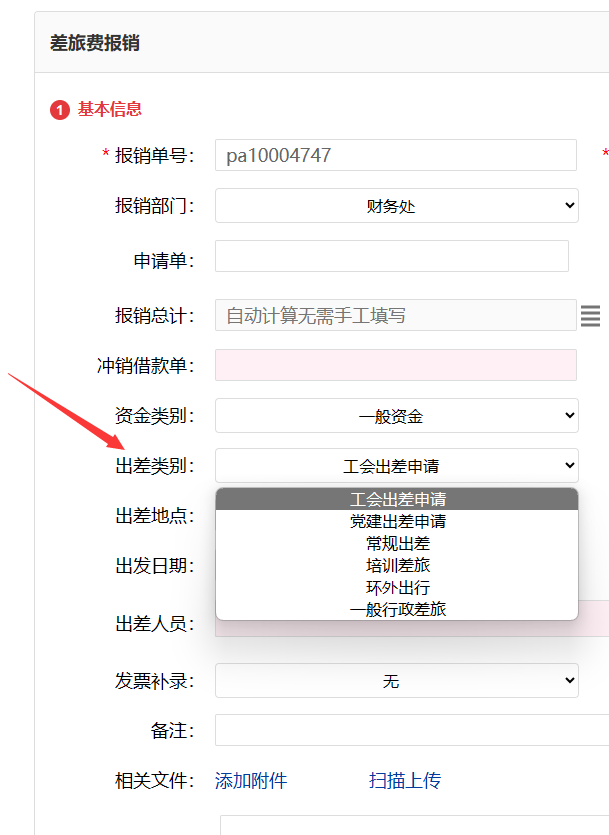 差旅费报销
1 基本信息
* 报销单号： pa10004747 *
报销部门： 财务处
申请单：
报销总计： 自动计算无需手工填写
冲销借款单：
资金类别： 一般资金
出差类别： 工会出差申请
工会出差申请
党建出差申请
出差地点：
常规出差
培训差旅
出发日期：
环外出行
一般行政差旅
出差人员：
发票补录： 无
备注：
相关文件： 添加附件 扫描上传